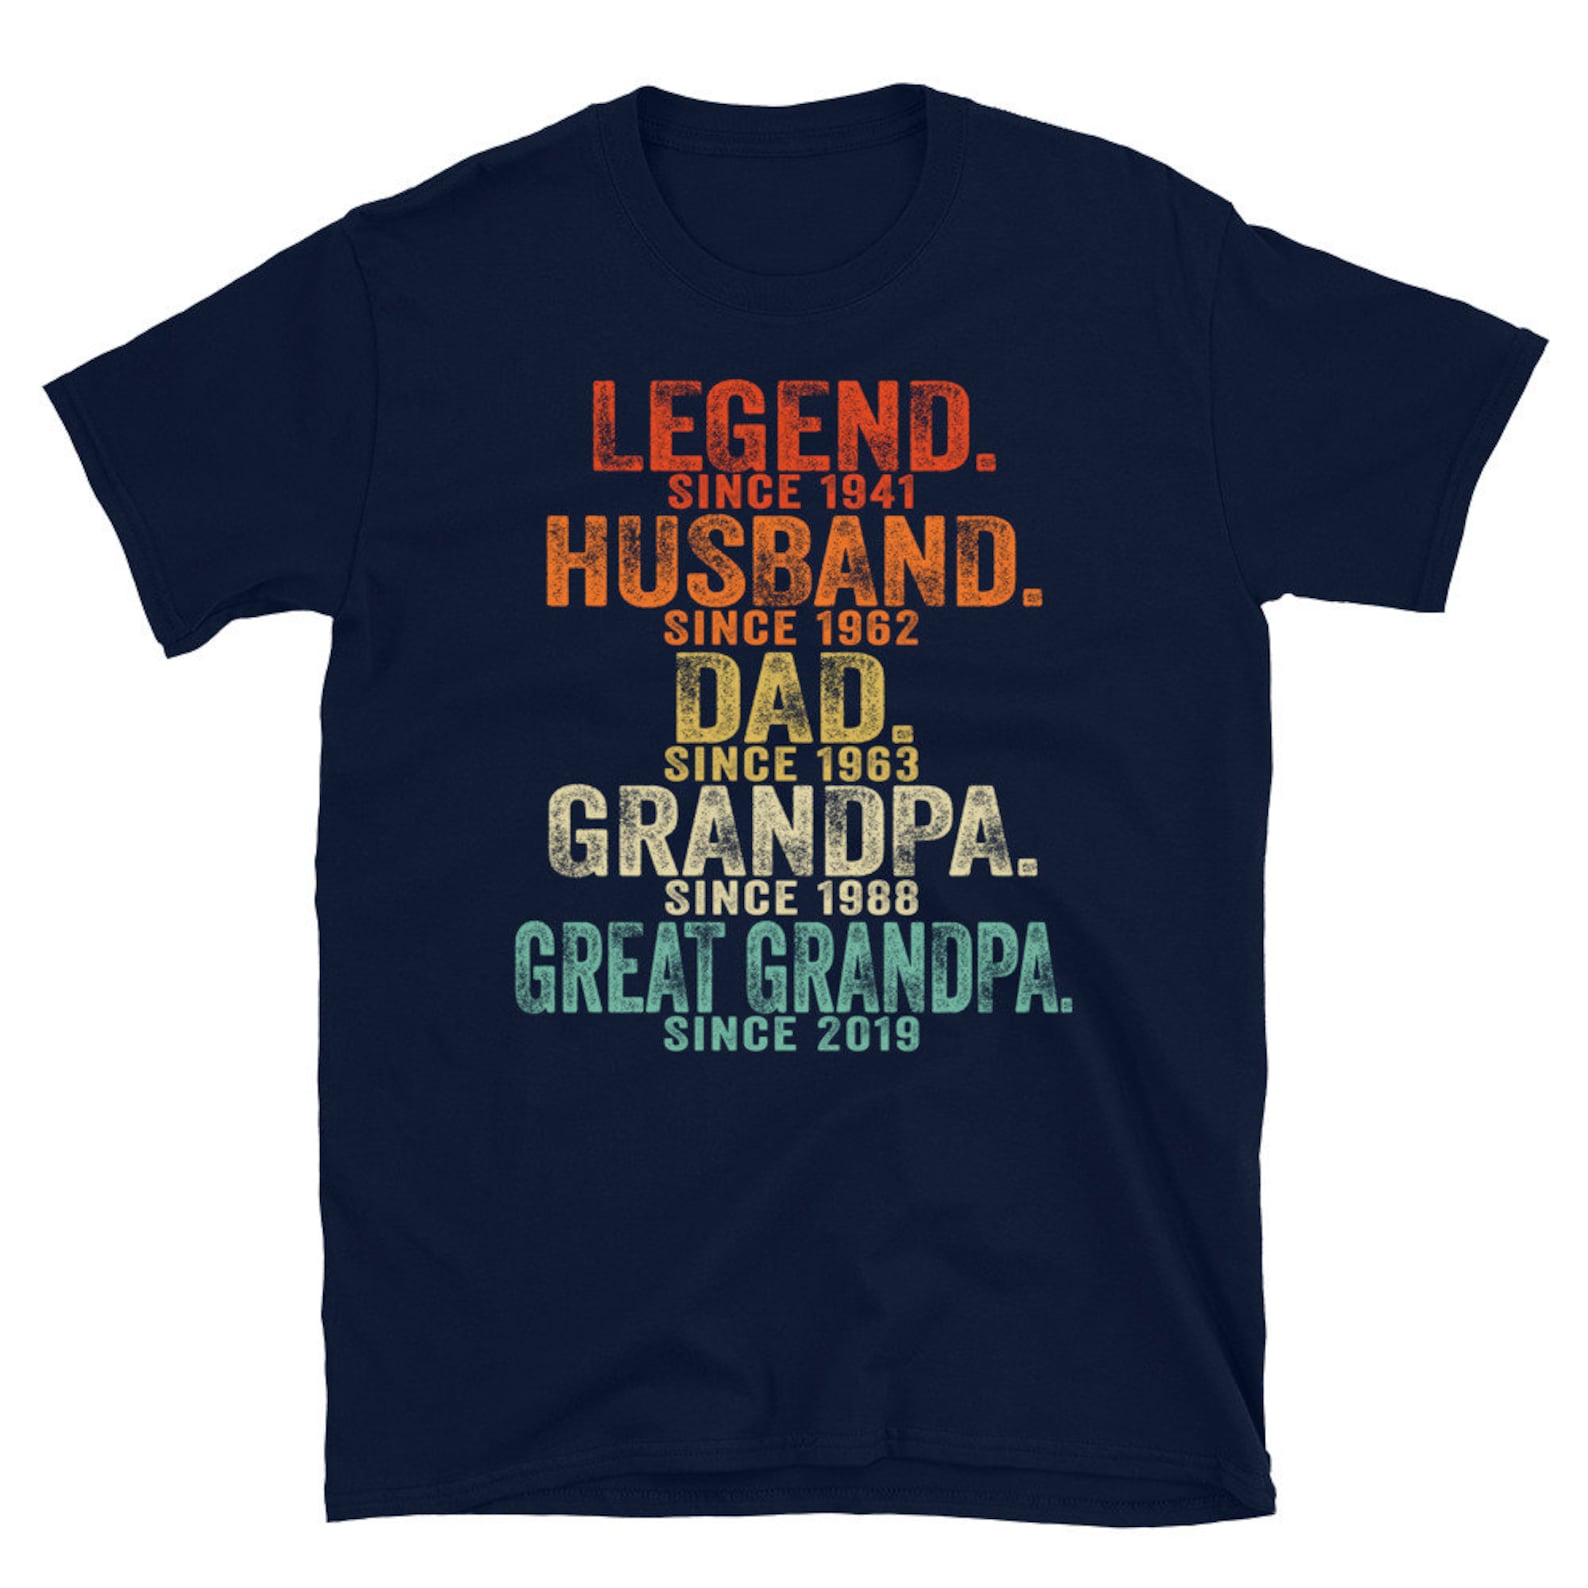 LEGEND.
SINCE 1941
HUSBAND.
SINCE 1962
DAD.
SINCE 1963
GRANDPA.
SINCE 1988
GREAT GRANDPA.
SINCE 2019